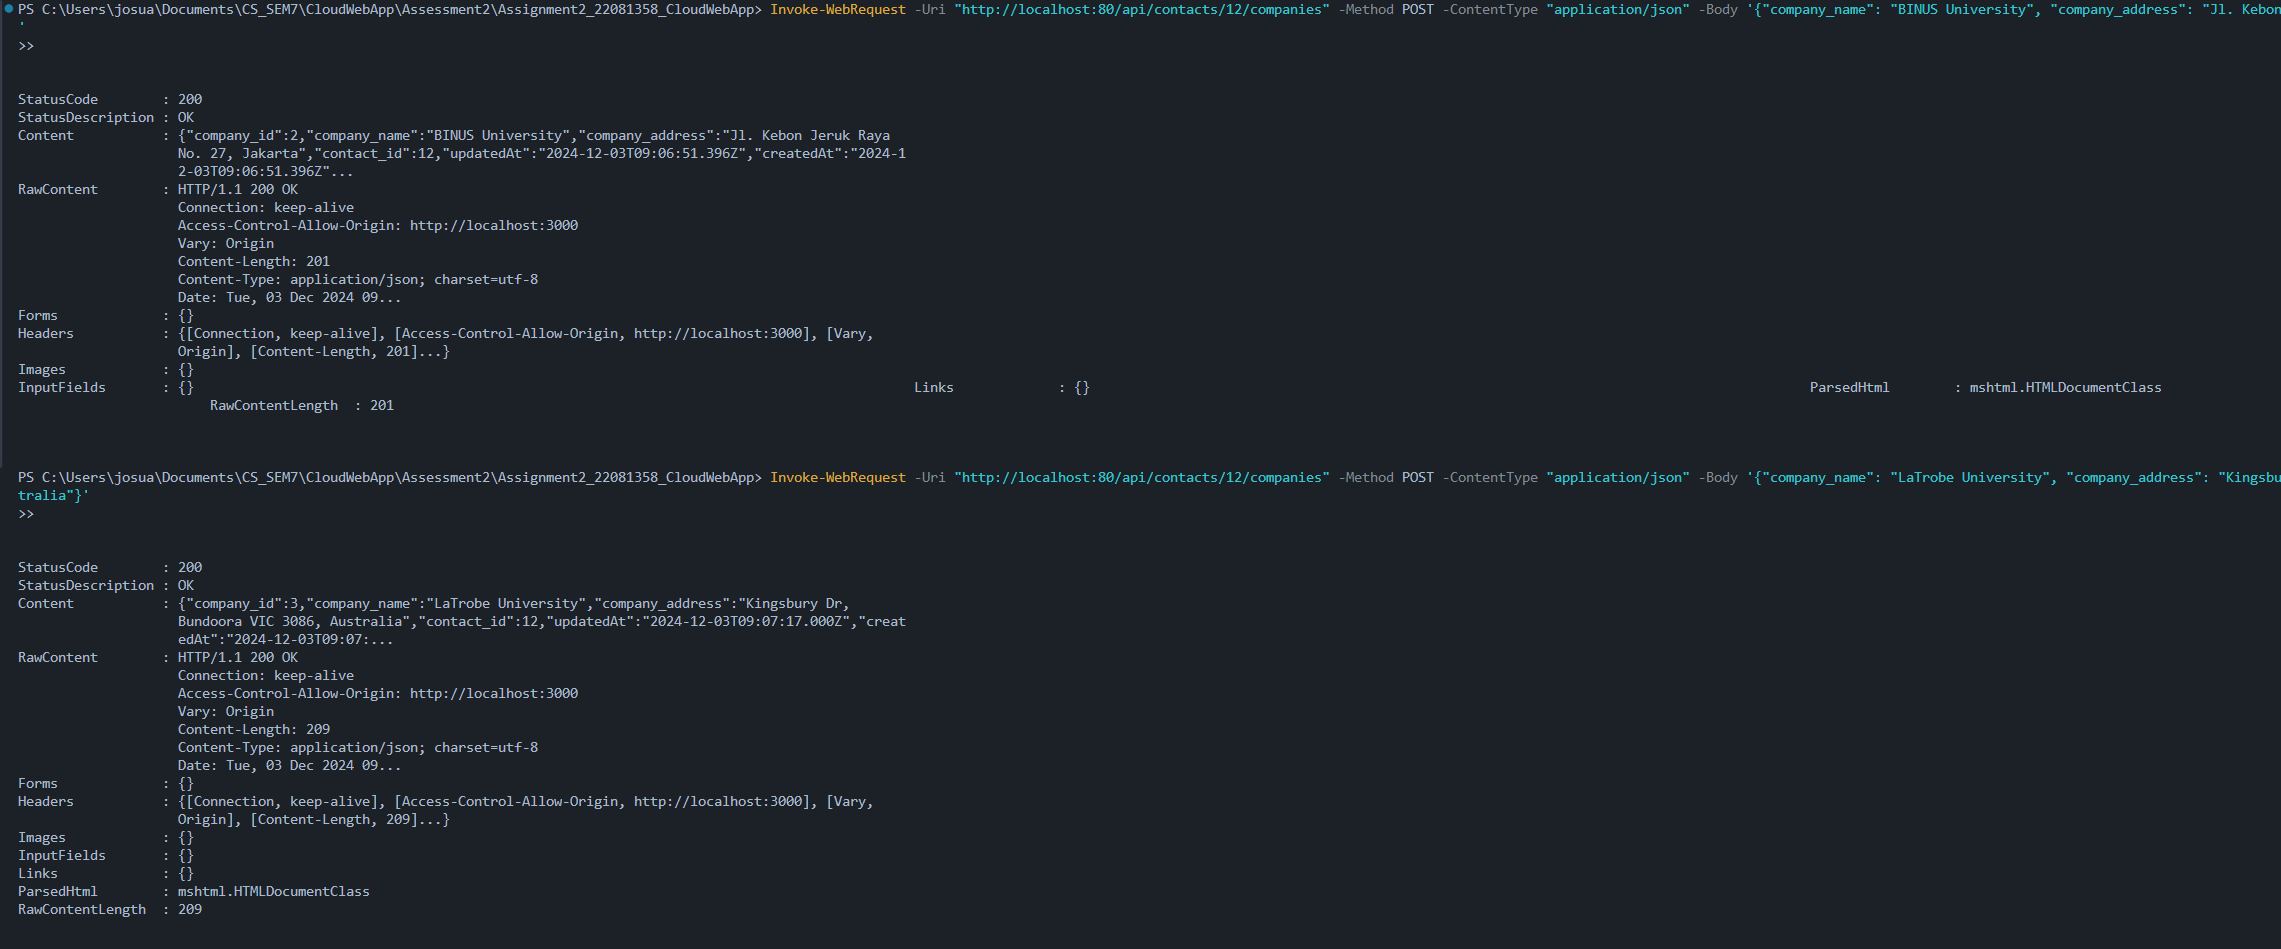 PS C:\Users\josua\Documents\CS_SEM7\CloudWebApp\Assessment2\Assignment2_22081358_CloudWebApp> Invoke-WebRequest -Uri "http://localhost:80/api/contacts/12/companies" -Method POST -ContentType "application/json" -Body '{"company_name": "BINUS University", "company_address": "Jl. Kebon
'
>>
StatusCode : 200
StatusDescription : OK
Content : {"company_id":2,"company_name":"BINUS University","company_address":"Jl. Kebon Jeruk Raya
No. 27, Jakarta","contact_id":12,"updatedAt":"2024-12-03T09:06:51.396Z","createdAt":"2024-1
2-03T09:06:51.396Z"...
RawContent : HTTP/1.1 200 OK
Connection: keep-alive
Access-Control-Allow-Origin: http://localhost:3000
Vary: Origin
Content-Length: 201
Content-Type: application/json; charset=utf-8
Date: Tue, 03 Dec 2024 09...
Forms : {}
Headers : {[Connection, keep-alive], [Access-Control-Allow-Origin, http://localhost:3000], [Vary,
Origin], [Content-Length, 201]...}
Images : {}
InputFields : {} Links : {} ParsedHtml : mshtml.HTMLDocumentClass
RawContentLength : 201
PS C:\Users\josua\Documents\CS_SEM7\CloudWebApp\Assessment2\Assignment2_22081358_CloudWebApp> Invoke-WebRequest -Uri "http://localhost:80/api/contacts/12/companies" -Method POST -ContentType "application/json" -Body '{"company_name": "LaTrobe University", "company_address": "Kingsbu
tralia"}'
>>
StatusCode : 200
StatusDescription : OK
Content : {"company_id":3,"company_name":"LaTrobe University","company_address":"Kingsbury Dr,
Bundoora VIC 3086, Australia","contact_id":12,"updatedAt":"2024-12-03T09:07:17.000Z","creat
edAt":"2024-12-03T09:07:...
RawContent : HTTP/1.1 200 OK
Connection: keep-alive
Access-Control-Allow-Origin: http://localhost:3000
Vary: Origin
Content-Length: 209
Content-Type: application/json; charset=utf-8
Date: Tue, 03 Dec 2024 09...
Forms : {}
Headers : {[Connection, keep-alive], [Access-Control-Allow-Origin, http://localhost:3000], [Vary,
Origin], [Content-Length, 209]...}
Images : {}
InputFields : {}
Links : {}
ParsedHtml : mshtml.HTMLDocumentClass
RawContentLength : 209